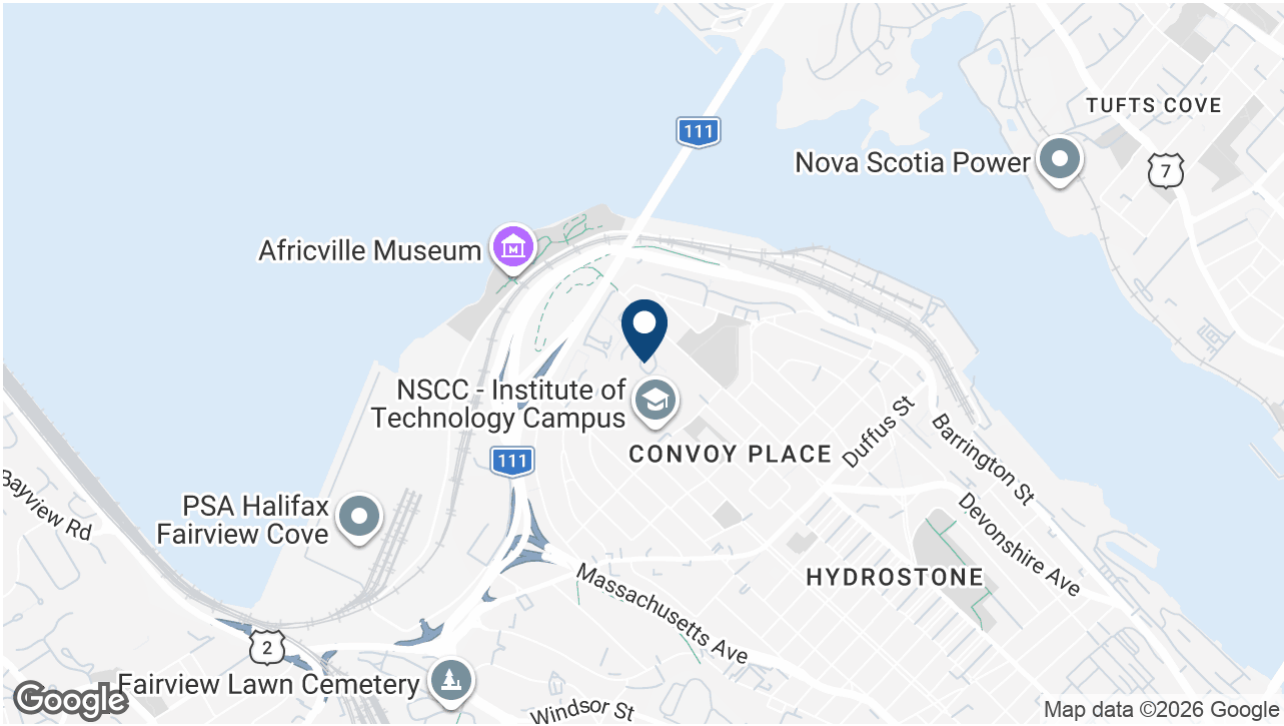 TUFTS COVE
111
Nova Scotia Power
7
Africville Museum
M
NSCC - Institute of
Technology Campus
Duffus St
CONVOY PLACE
Barrington St
111
Bayview Rd
PSA Halifax
Fairview Cove
Devonshire Ave
HYDROSTONE
Massachusetts Ave
2
Fairview Lawn Cemetery
Google
Windsor St
Map data ©2026 Google